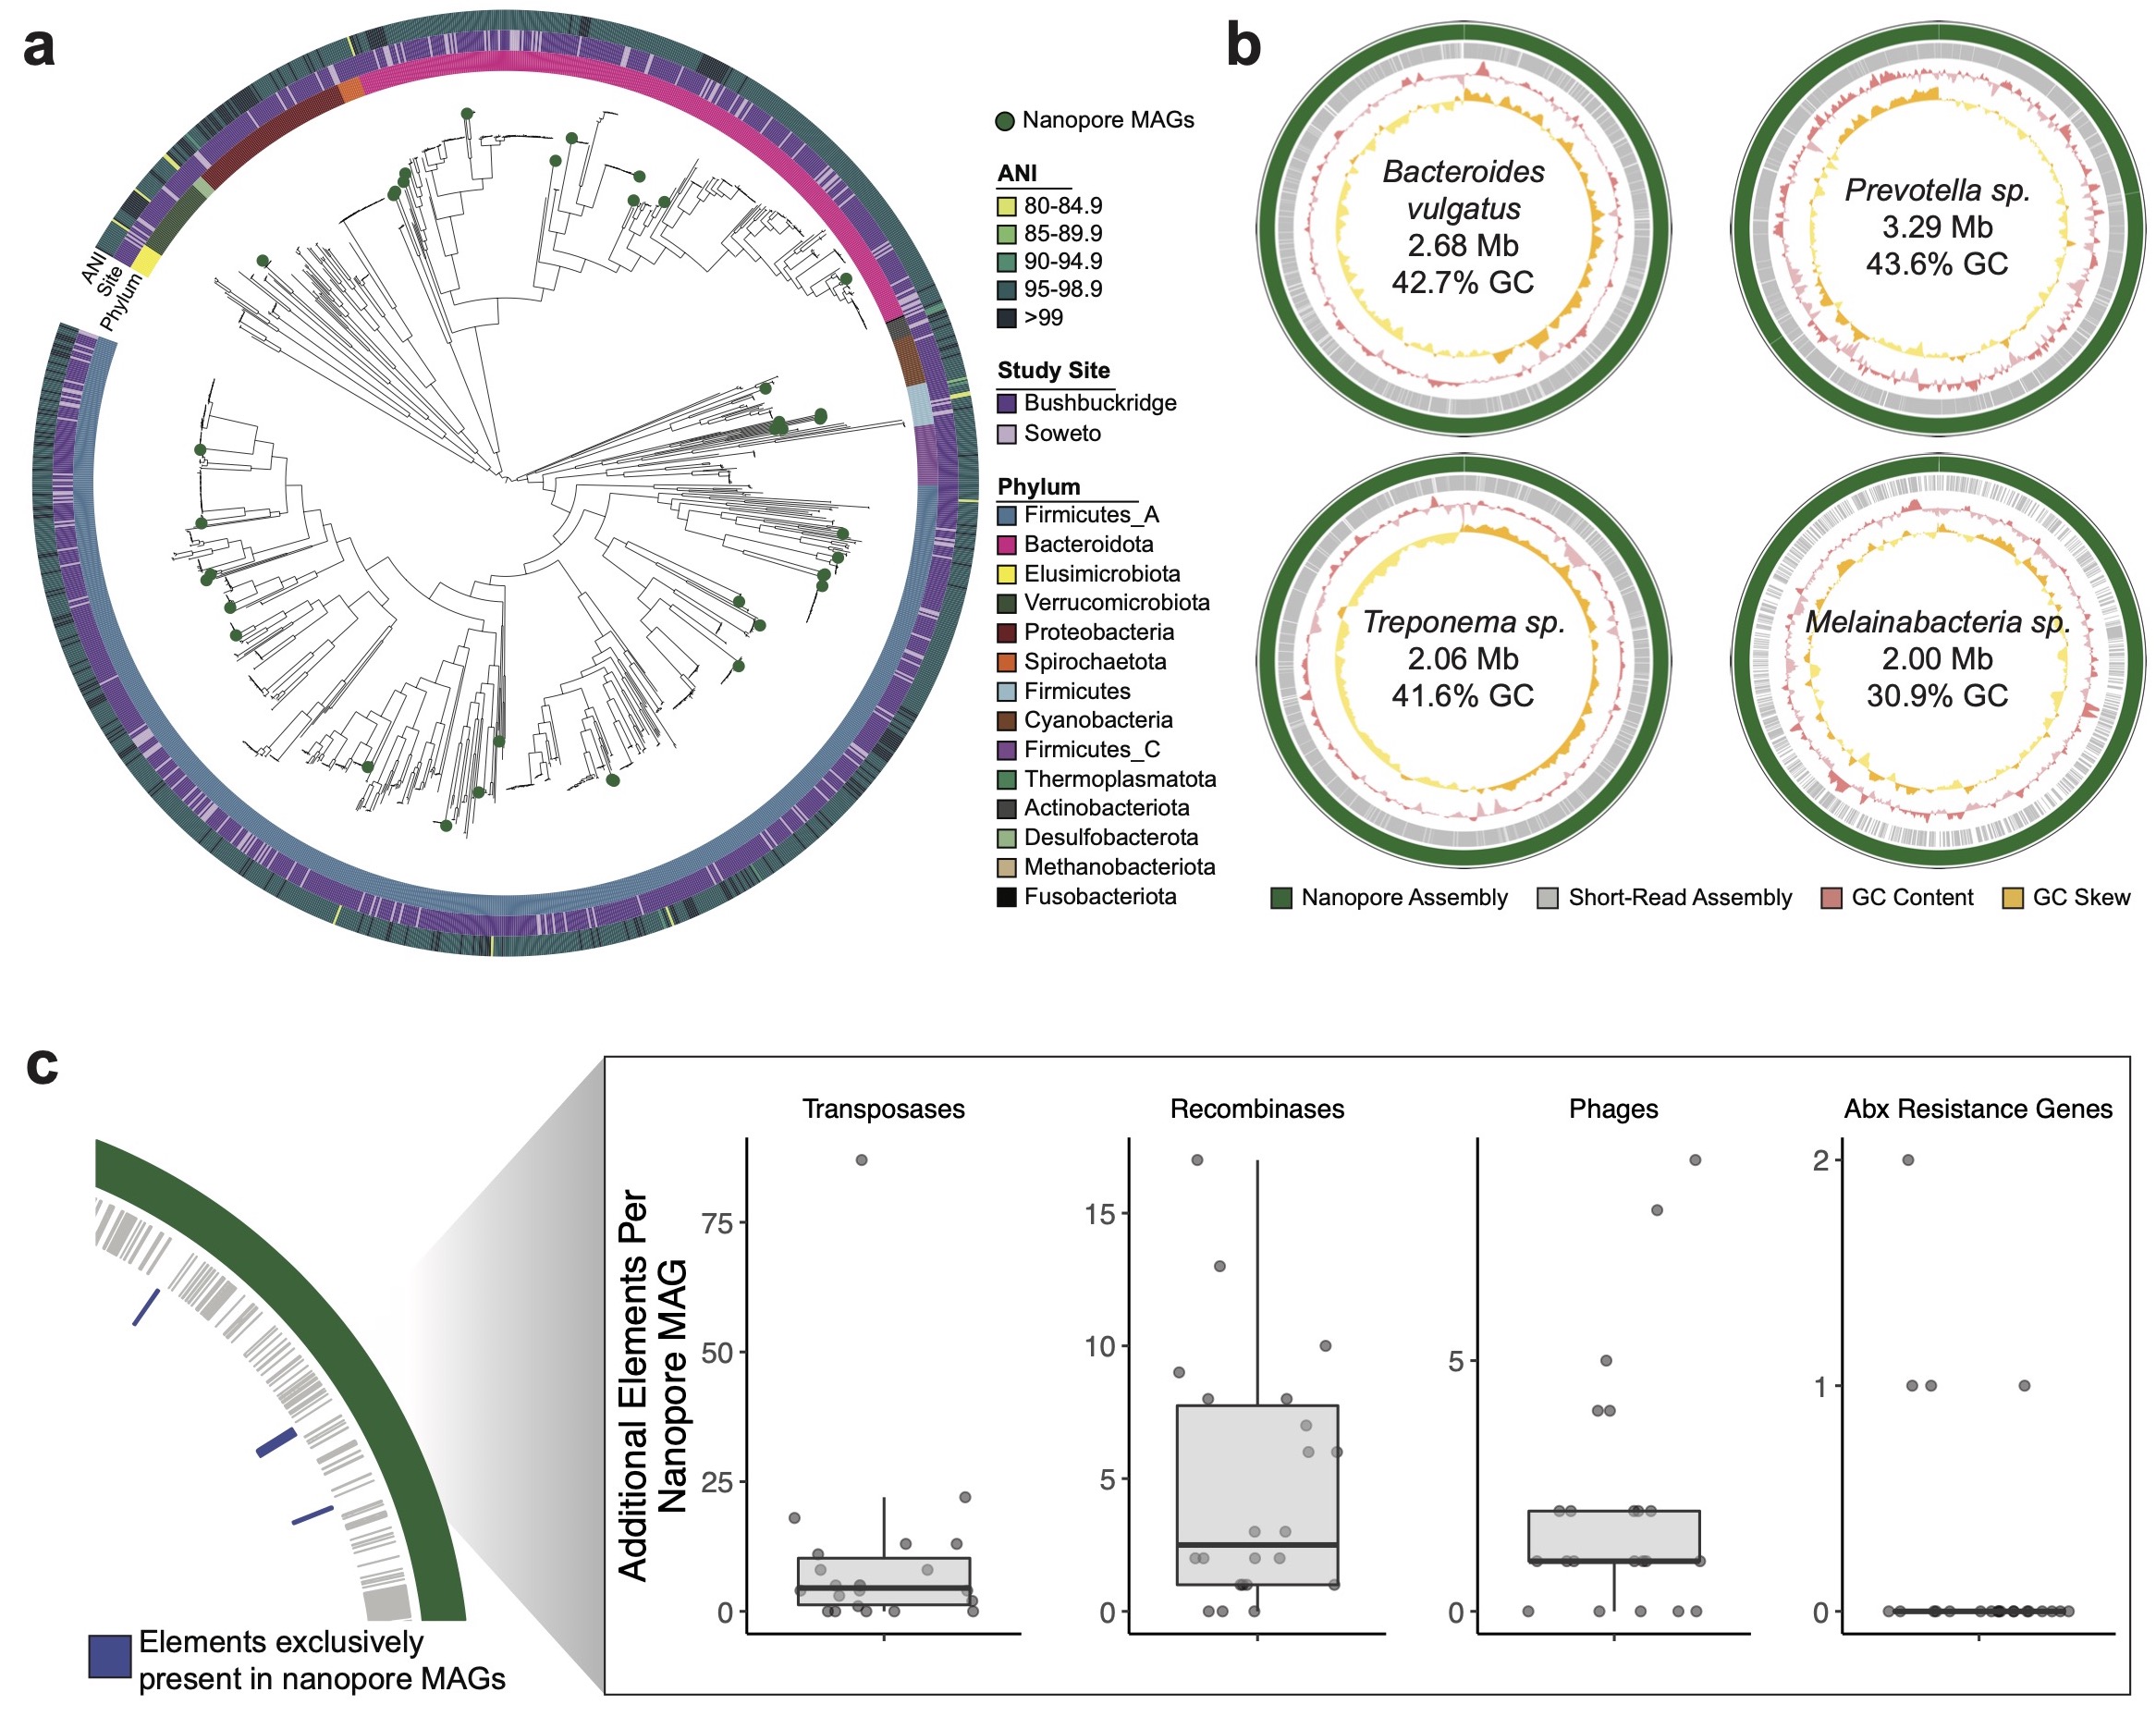 a
ANI
Site
Phylum
Nanopore MAGs
ANI
80-84.9
85-89.9
90-94.9
95-98.9
>99
Study Site
Bushbuckridge
Soweto
Phylum
Firmicutes_A
Bacteroidota
Elusimicrobiota
Verrucomicrobiota
Proteobacteria
Spirochaetota
Firmicutes
Cyanobacteria
Firmicutes_C
Thermoplasmatota
Actinobacteriota
Desulfobacterota
Methanobacteriota
Fusobacteriota
b
Bacteroides
vulgatus
2.68 Mb
42.7% GC
Prevotella sp.
3.29 Mb
43.6% GC
Treponema sp.
2.06 Mb
41.6% GC
Melainabacteria sp.
2.00 Mb
30.9% GC
Nanopore Assembly
Short-Read Assembly
GC Content
GC Skew
c
Elements exclusively
present in nanopore MAGs
Additional Elements Per
Nanopore MAG
Transposases
75
50
25
0
Recombinases
15
10
5
0
Phages
5
0
Abx Resistance Genes
2
1
0